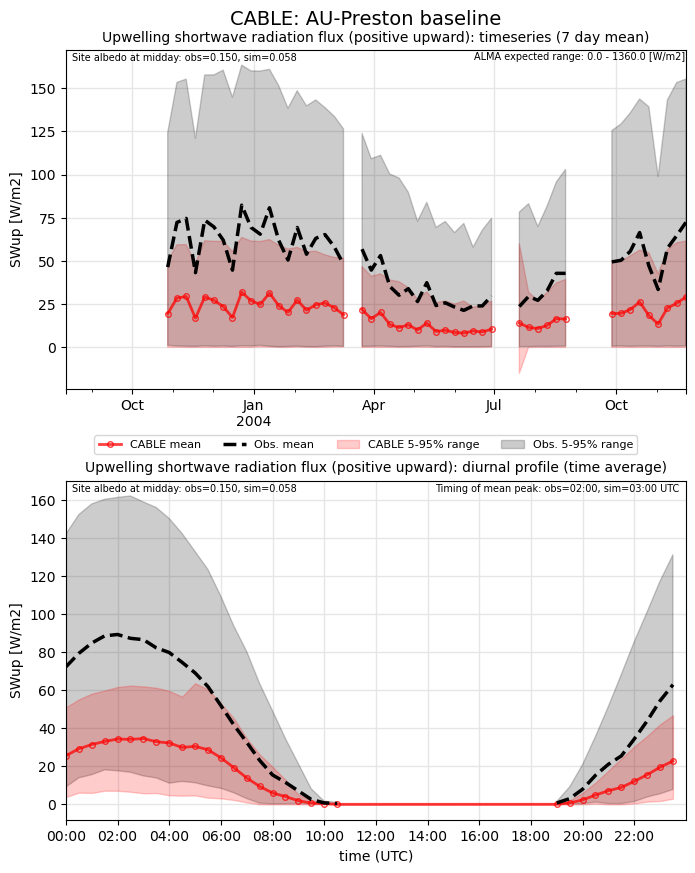 CABLE: AU-Preston baseline
Upwelling shortwave radiation flux (positive upward): timeseries (7 day mean)
Site albedo at midday: obs=0.150, sim=0.058
ALMA expected range: 0.0 - 1360.0 [W/m2]
SWup [W/m2]
150
125
100
75
50
25
0
Oct
Jan
2004
Apr
Jul
Oct
CABLE mean
Obs. mean
CABLE 5-95% range
Obs. 5-95% range
Upwelling shortwave radiation flux (positive upward): diurnal profile (time average)
Site albedo at midday: obs=0.150, sim=0.058
Timing of mean peak: obs=02:00, sim=03:00 UTC
SWup [W/m2]
160
140
120
100
80
60
40
20
0
00:00
02:00
04:00
06:00
08:00
10:00
12:00
14:00
16:00
18:00
20:00
22:00
time (UTC)